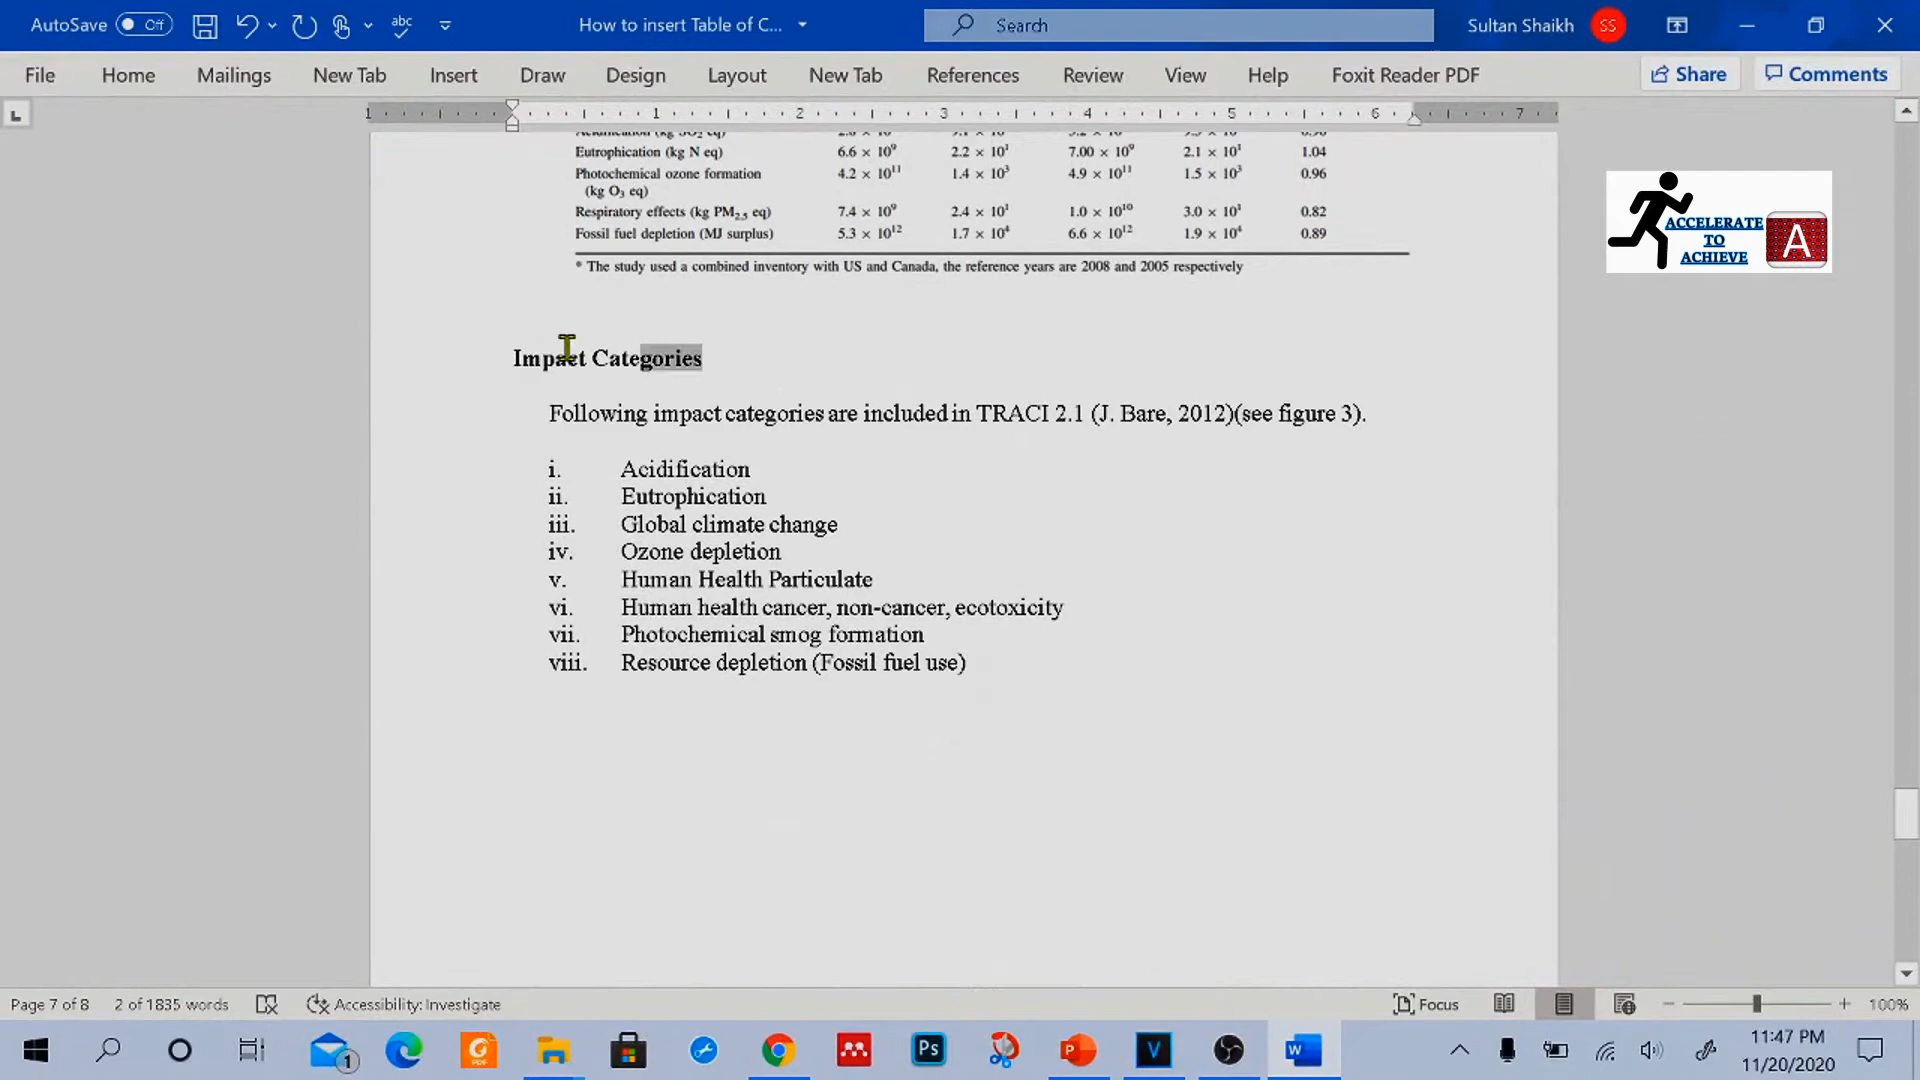 AutoSave Off
How to insert Table of C...
Search
Sultan Shaikh SS
File Home Mailings New Tab Insert Draw Design Layout New Tab References Review View Help Foxit Reader PDF Share Comments
1 1 2 3 4 5 6 7
Eutrophication (kg N eq) 6.6 × 10⁹ 2.2 × 10¹ 7.00 × 10⁹ 2.1 × 10¹ 1.04
Photochemical ozone formation 4.2 × 10¹¹ 1.4 × 10³ 4.9 × 10¹¹ 1.5 × 10³ 0.96
(kg O₃ eq)
Respiratory effects (kg PM₂.₅ eq) 7.4 × 10⁹ 2.4 × 10¹ 1.0 × 10¹⁰ 3.0 × 10¹ 0.82
Fossil fuel depletion (MJ surplus) 5.3 × 10¹² 1.7 × 10⁴ 6.6 × 10¹² 1.9 × 10⁴ 0.89
* The study used a combined inventory with US and Canada, the reference years are 2008 and 2005 respectively
ACCELERATE
TO
ACHIEVE
A
Impact Categories
Following impact categories are included in TRACI 2.1 (J. Bare, 2012)(see figure 3).
i. Acidification
ii. Eutrophication
iii. Global climate change
iv. Ozone depletion
v. Human Health Particulate
vi. Human health cancer, non-cancer, ecotoxicity
vii. Photochemical smog formation
viii. Resource depletion (Fossil fuel use)
Page 7 of 8 2 of 1835 words Accessibility: Investigate Focus 100%
11:47 PM
11/20/2020